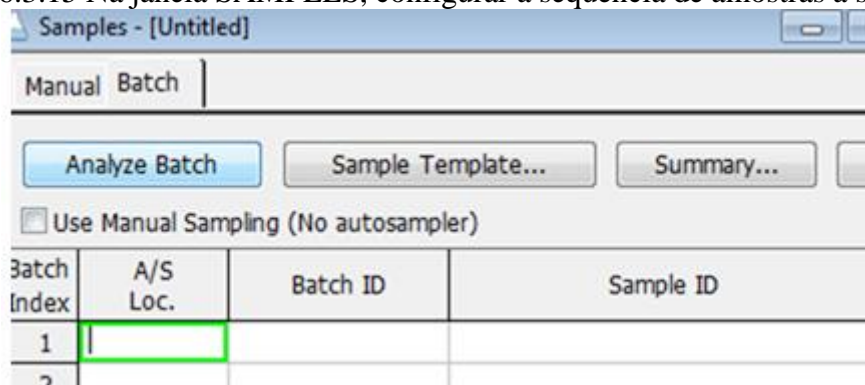 Na janela SAMPLES, configurar a sequência de amostras a s
Samples - [Untitled]
Manual Batch
Analyze Batch Sample Template... Summary...
Use Manual Sampling (No autosampler)
Batch Index A/S Loc. Batch ID Sample ID
1
2